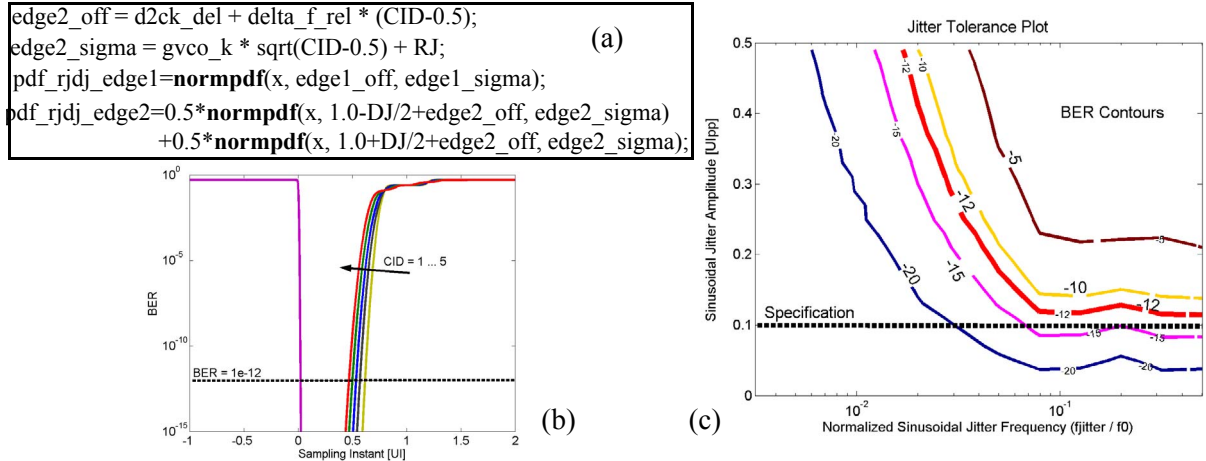 edge2_off = d2ck_del + delta_f_rel * (CID-0.5);
edge2_sigma = gvco_k * sqrt(CID-0.5) + RJ;
pdf_rjdj_edge1=normpdf(x, edge1_off, edge1_sigma);
pdf_rjdj_edge2=0.5*normpdf(x, 1.0-DJ/2+edge2_off, edge2_sigma)
+0.5*normpdf(x, 1.0+DJ/2+edge2_off, edge2_sigma);
(a)
10^0
10^-5
10^-10
10^-15
BER
CID = 1 ... 5
BER = 1e-12
-1
-0.5
0
0.5
1
1.5
2
Sampling Instant [UI]
(b)
Jitter Tolerance Plot
0.5
0.4
0.3
0.2
0.1
0
Sinusoidal Jitter Amplitude [UIpp]
BER Contours
Specification
-20
-15
-12
-10
-5
-20
-15
-12
-10
-12
-5
-10
-12
-12
-15
-15
20
-20
10^-2
10^-1
Normalized Sinusoidal Jitter Frequency (fjitter / f0)
(c)